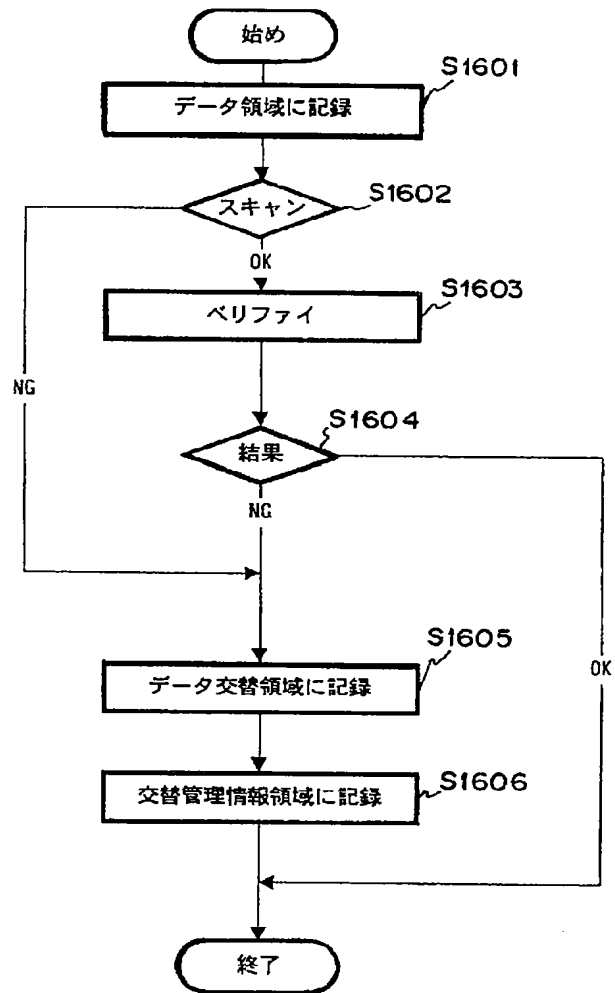 始め
S1601
データ領域に記録
S1602
スキャン
OK
S1603
ベリファイ
NG
S1604
結果
NG
S1605
データ交替領域に記録
OK
S1606
交替管理情報領域に記録
終了